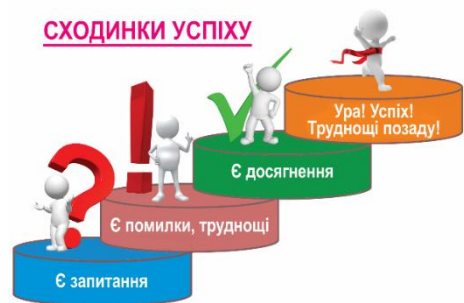 СХОДИНКИ УСПІХУ
Ура! Успіх!
Труднощі позаду!
Є досягнення
Є помилки, труднощі
Є запитання